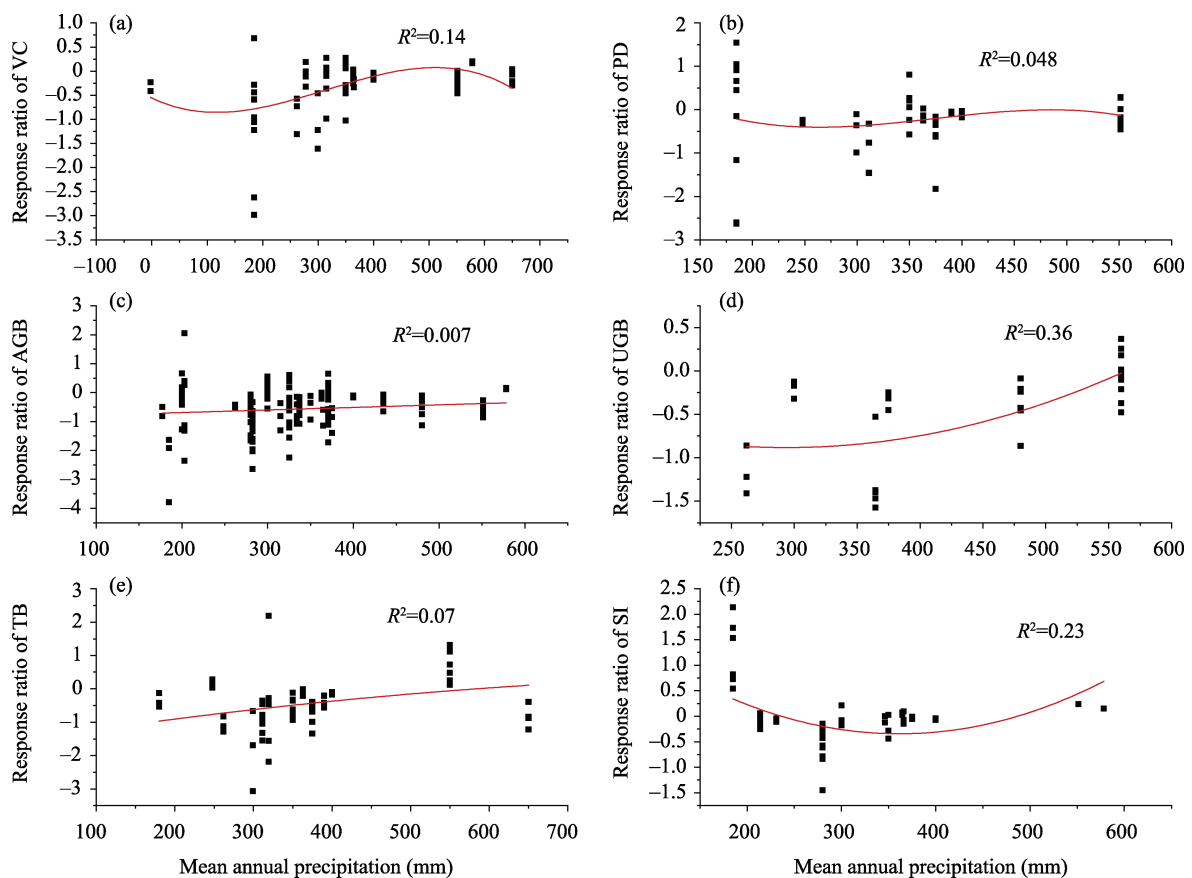 (a)
R²=0.14
Response ratio of VC
1.0
0.5
0
–0.5
–1.0
–1.5
–2.0
–2.5
–3.0
–3.5
–100 0 100 200 300 400 500 600 700
(b)
R²=0.048
Response ratio of PD
2
1
0
–1
–2
–3
150 200 250 300 350 400 450 500 550 600
(c)
R²=0.007
Response ratio of AGB
3
2
1
0
–1
–2
–3
–4
100 200 300 400 500 600
(d)
R²=0.36
Response ratio of UGB
0.5
0.0
–0.5
–1.0
–1.5
250 300 350 400 450 500 550 600
(e)
R²=0.07
Response ratio of TB
3
2
1
0
–1
–2
–3
100 200 300 400 500 600 700
Mean annual precipitation (mm)
(f)
R²=0.23
Response ratio of SI
2.5
2.0
1.5
1.0
0.5
0
–0.5
–1.0
–1.5
200 300 400 500 600
Mean annual precipitation (mm)